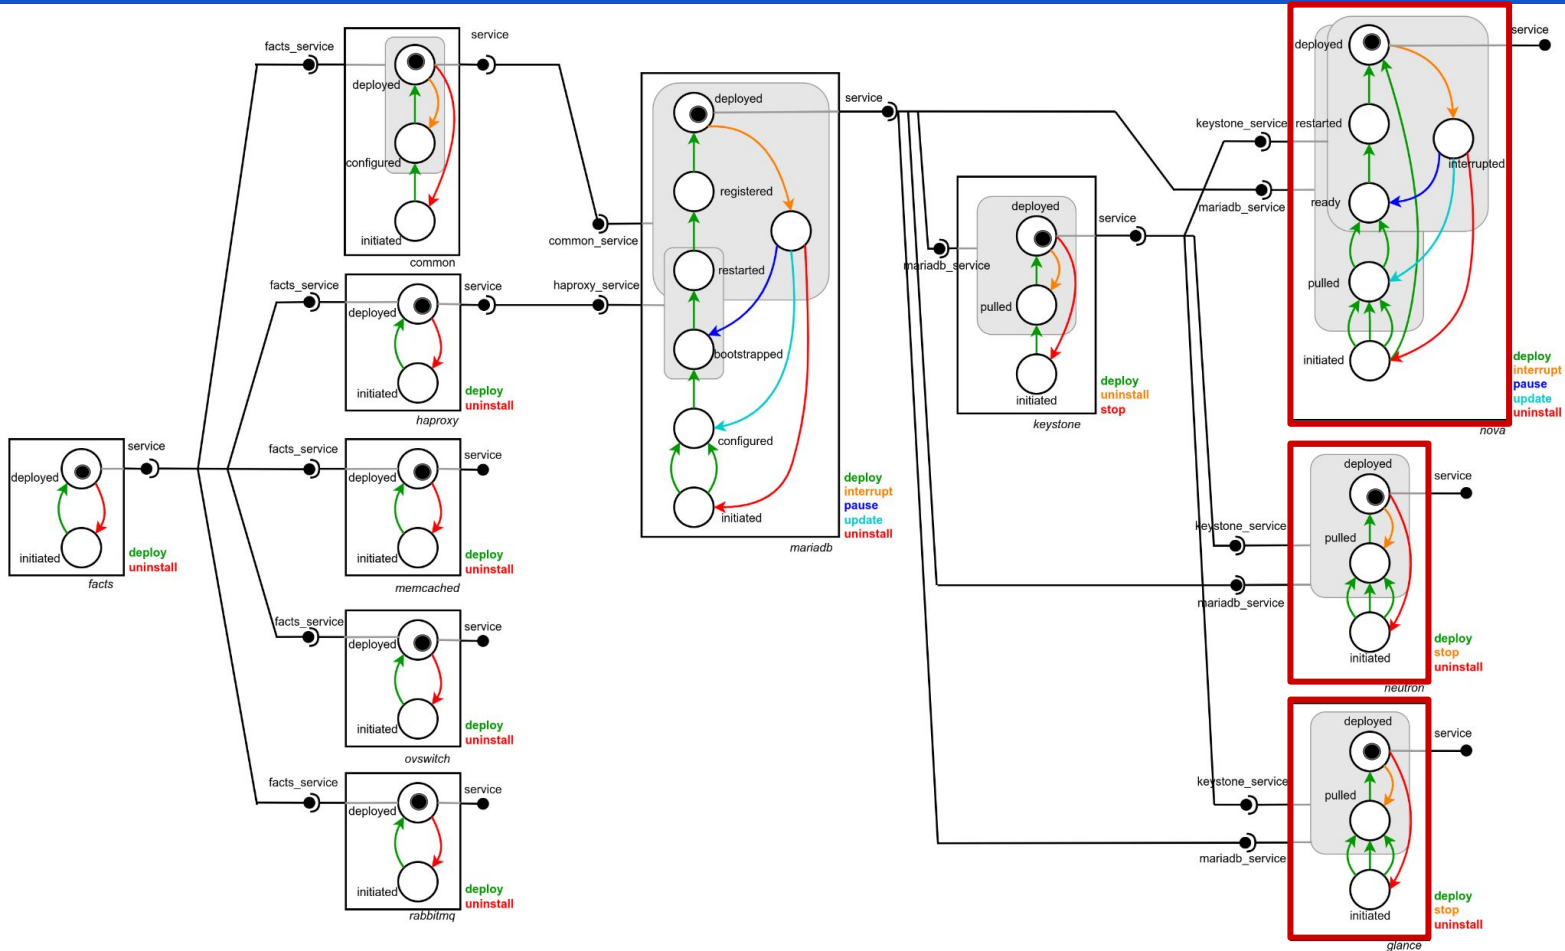 facts_service
service
deployed
configured
initiated
common
facts_service
service
deployed
initiated
deploy
uninstall
haproxy
service
deployed
initiated
deploy
uninstall
facts
facts_service
service
deployed
initiated
deploy
uninstall
memcached
facts_service
service
deployed
initiated
deploy
uninstall
ovswitch
facts_service
service
deployed
initiated
deploy
uninstall
rabbitmq
common_service
haproxy_service
deployed
registered
restarted
bootstrapped
configured
initiated
service
deploy
interrupt
pause
update
uninstall
mariadb
mariadb_service
deployed
pulled
initiated
service
deploy
uninstall
stop
keystone
keystone_service
mariadb_service
deployed
restarted
interrupted
ready
pulled
initiated
service
deploy
interrupt
pause
update
uninstall
nova
keystone_service
mariadb_service
deployed
pulled
initiated
service
deploy
stop
uninstall
neutron
keystone_service
mariadb_service
deployed
pulled
initiated
service
deploy
stop
uninstall
glance